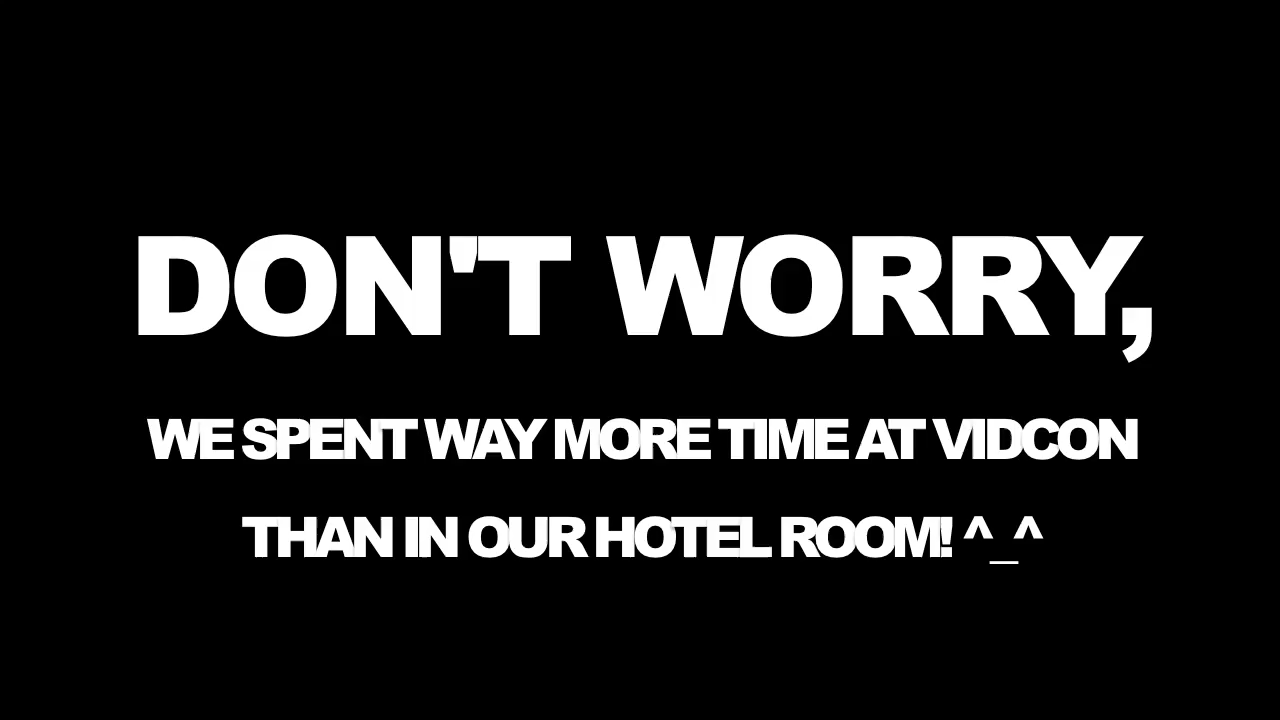 DON'T WORRY,
WE SPENT WAY MORE TIME AT VIDCON
THAN IN OUR HOTEL ROOM! ^_^